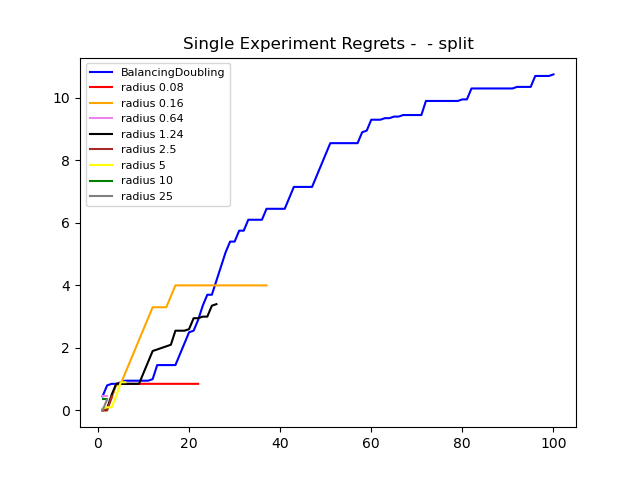 Single Experiment Regrets -  - split
BalancingDoubling
radius 0.08
radius 0.16
radius 0.64
radius 1.24
radius 2.5
radius 5
radius 10
radius 25
10
8
6
4
2
0
0 20 40 60 80 100